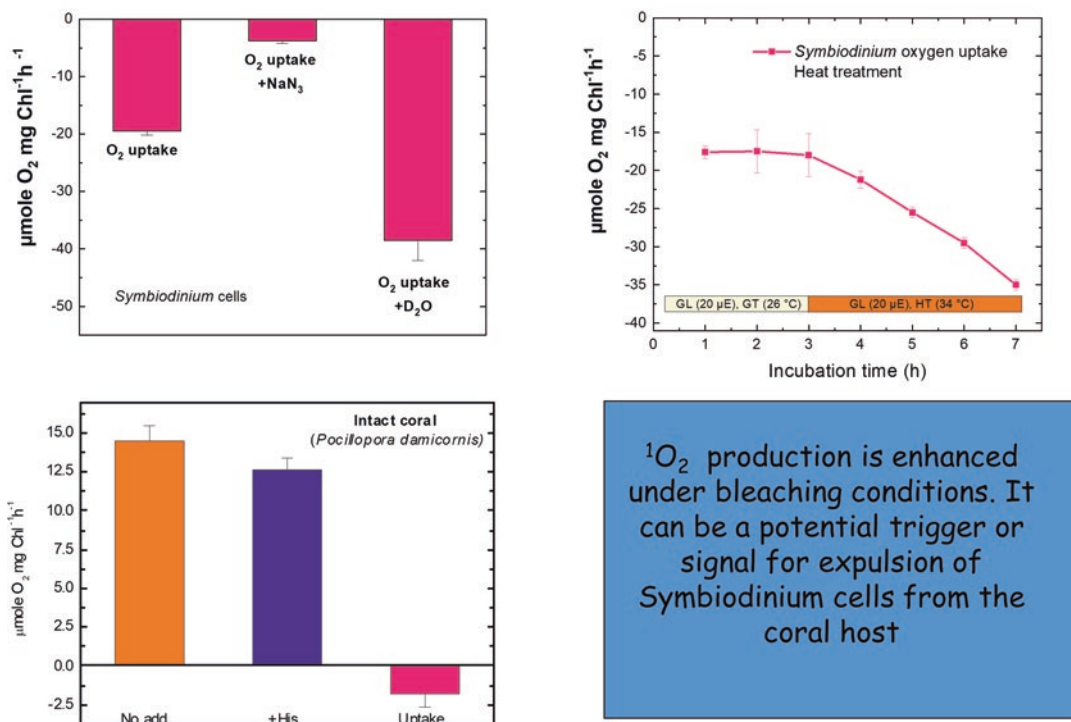 0
-10
-20
-30
-40
-50
µmole O₂ mg Chl⁻¹h⁻¹
O₂ uptake
O₂ uptake
+NaN₃
O₂ uptake
+D₂O
Symbiodinium cells
0
-5
-10
-15
-20
-25
-30
-35
-40
µmole O₂ mg Chl⁻¹h⁻¹
Symbiodinium oxygen uptake
Heat treatment
GL (20 µE), GT (26 °C)
GL (20 µE), HT (34 °C)
0 1 2 3 4 5 6 7
Incubation time (h)
15.0
12.5
10.0
7.5
5.0
2.5
0.0
-2.5
µmole O₂ mg Chl⁻¹h⁻¹
Intact coral
(Pocillopora damicornis)
No add +His Uptake
¹O₂ production is enhanced
under bleaching conditions. It
can be a potential trigger or
signal for expulsion of
Symbiodinium cells from the
coral host